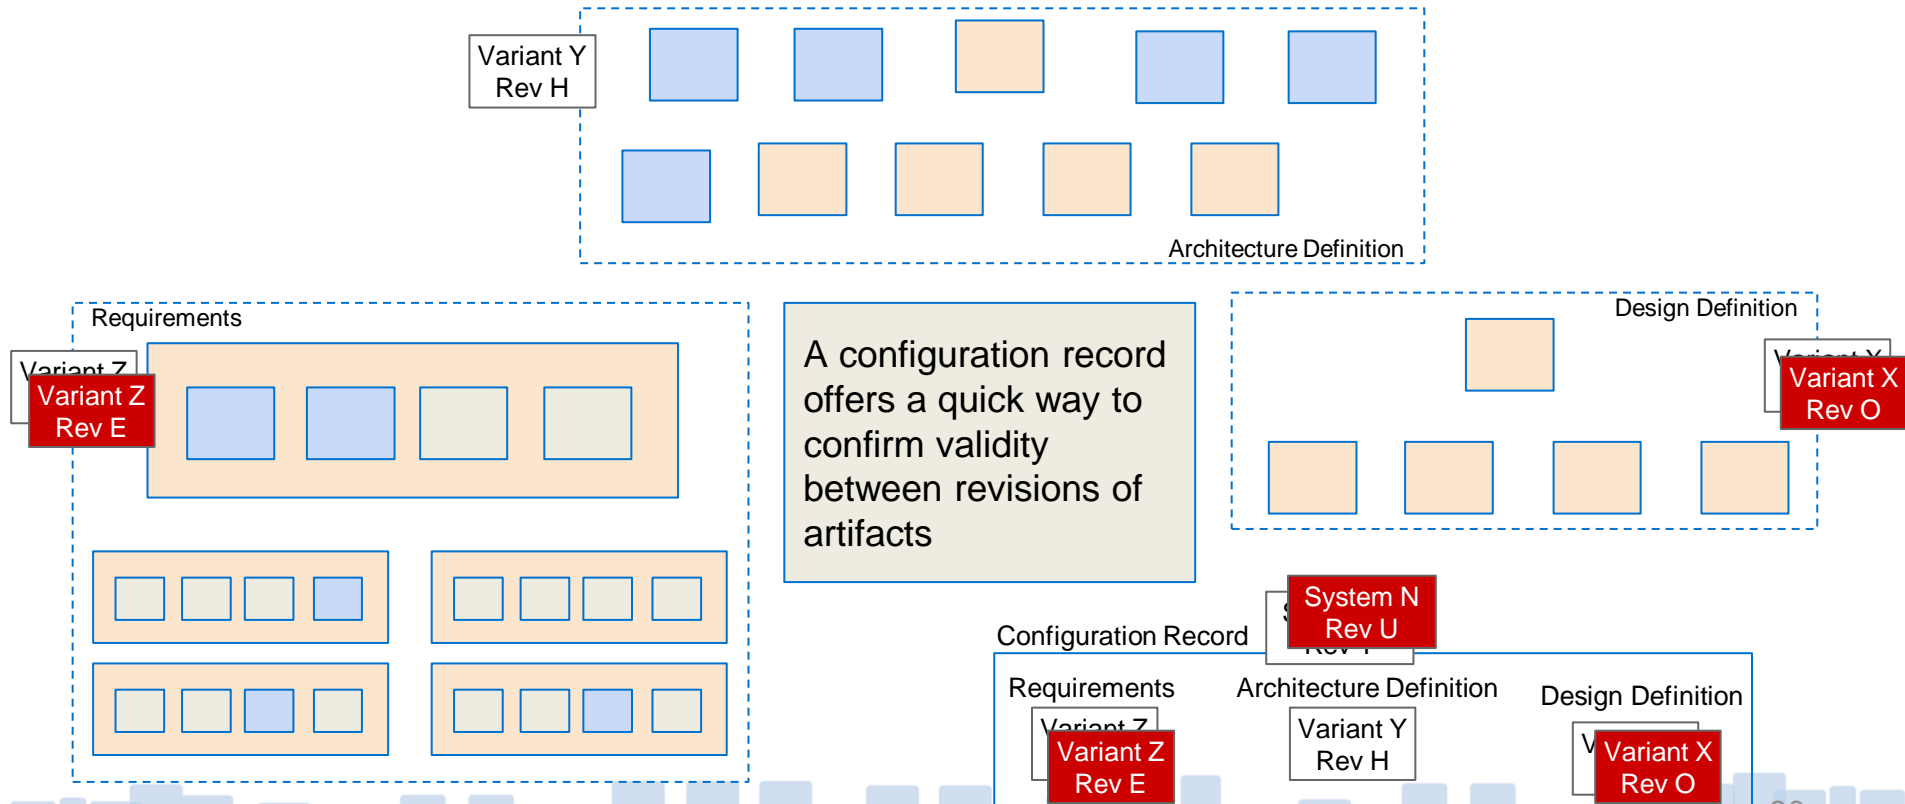 Variant Y
Rev H
Architecture Definition
Requirements
Variant Z
Variant Z
Rev E
A configuration record
offers a quick way to
confirm validity
between revisions of
artifacts
Design Definition
Variant X
Rev O
System N
Rev U
Configuration Record
Requirements
Architecture Definition
Design Definition
Variant Z
Variant Z
Rev E
Variant Y
Rev H
Variant X
Rev O